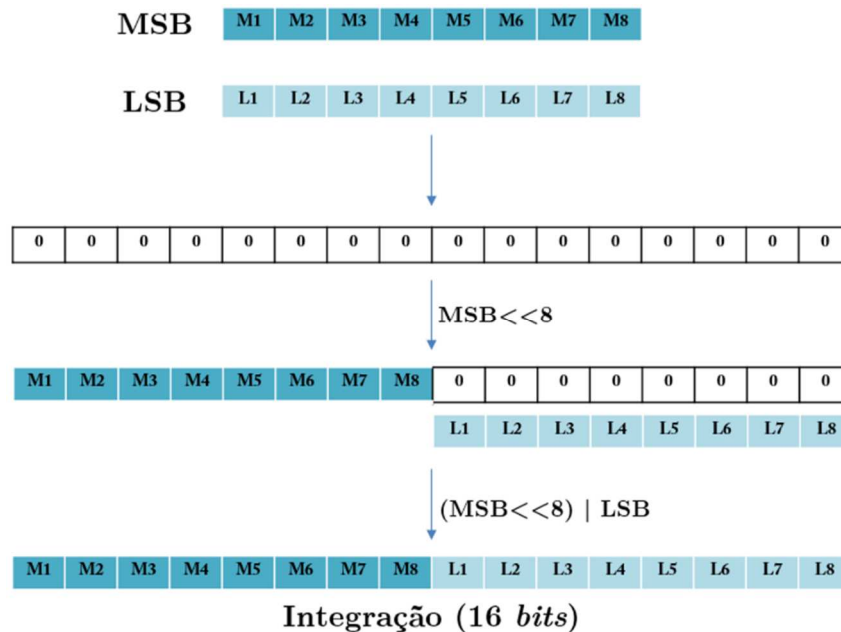 MSB M1 M2 M3 M4 M5 M6 M7 M8
LSB L1 L2 L3 L4 L5 L6 L7 L8
0 0 0 0 0 0 0 0 0 0 0 0 0 0 0 0
MSB<<8
M1 M2 M3 M4 M5 M6 M7 M8 0 0 0 0 0 0 0 0
L1 L2 L3 L4 L5 L6 L7 L8
(MSB<<8) | LSB
M1 M2 M3 M4 M5 M6 M7 M8 L1 L2 L3 L4 L5 L6 L7 L8
Integração (16 bits)